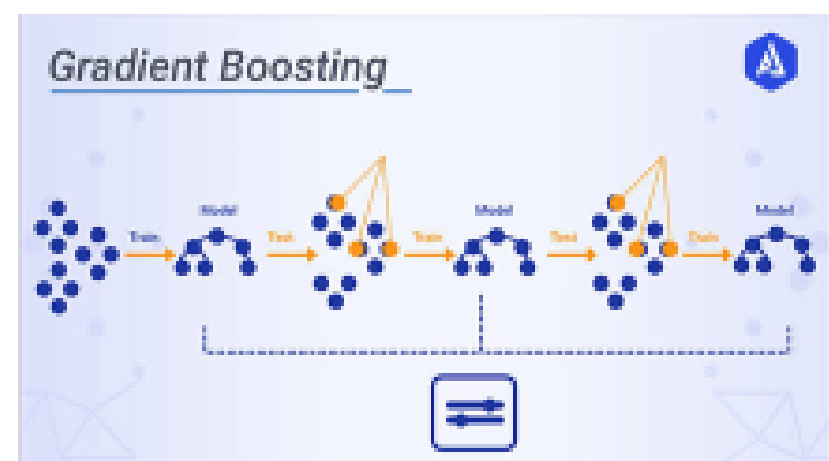 Gradient Boosting
Model
Model
Model
Train
Test
Train
Test
Train